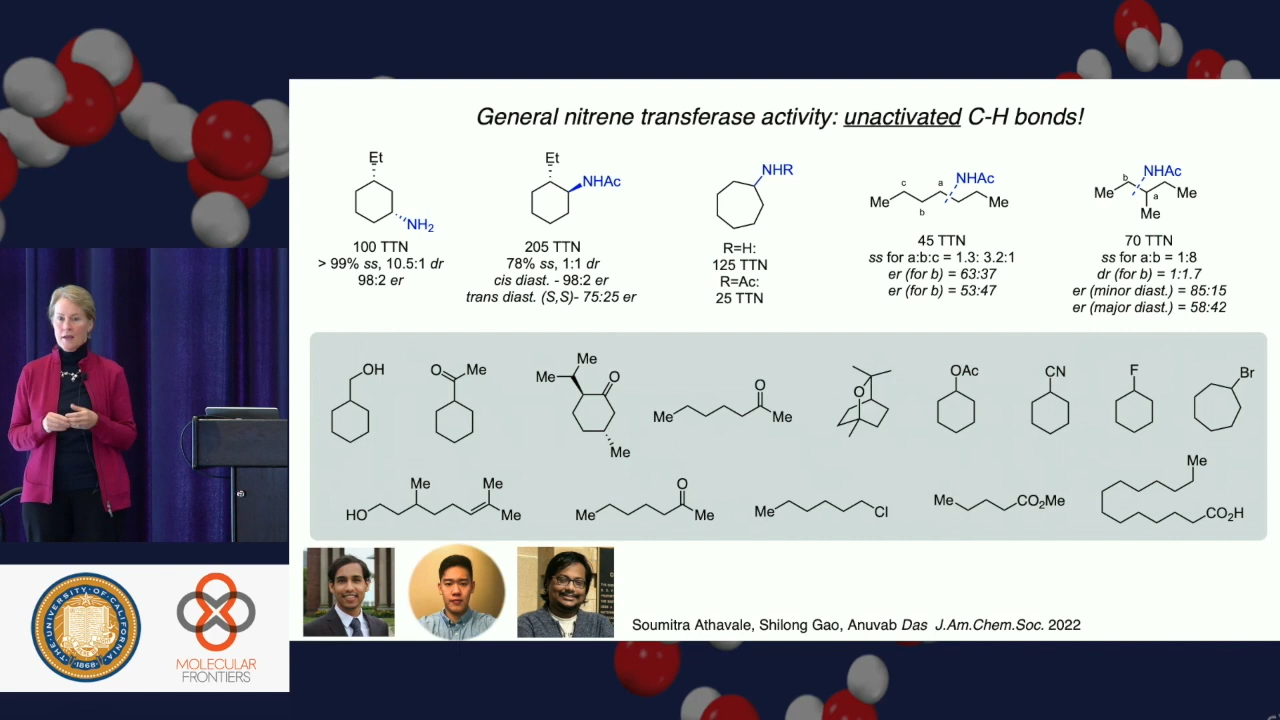 General nitrene transferase activity: unactivated C-H bonds!
Et
NH2
100 TTN
> 99% ss, 10.5:1 dr
98:2 er
Et
NHAc
205 TTN
78% ss, 1:1 dr
cis diast. - 98:2 er
trans diast. (S,S)- 75:25 er
NHR
R=H:
125 TTN
R=Ac:
25 TTN
c
a
NHAc
Me
b
Me
45 TTN
ss for a:b:c = 1.3: 3.2:1
er (for b) = 63:37
er (for b) = 53:47
b
NHAc
Me
a
Me
Me
70 TTN
ss for a:b = 1:8
dr (for b) = 1:1.7
er (minor diast.) = 85:15
er (major diast.) = 58:42
OH
O
Me
Me
Me
O
Me
O
Me
Me
O
OAc
CN
F
Br
HO
Me
Me
Me
O
Me
Me
Me
Cl
Me
CO2Me
Me
CO2H
Soumitra Athavale, Shilong Gao, Anuvab Das J.Am.Chem.Soc. 2022
THE UNIVERSITY OF CALIFORNIA
1868
MOLECULAR
FRONTIERS